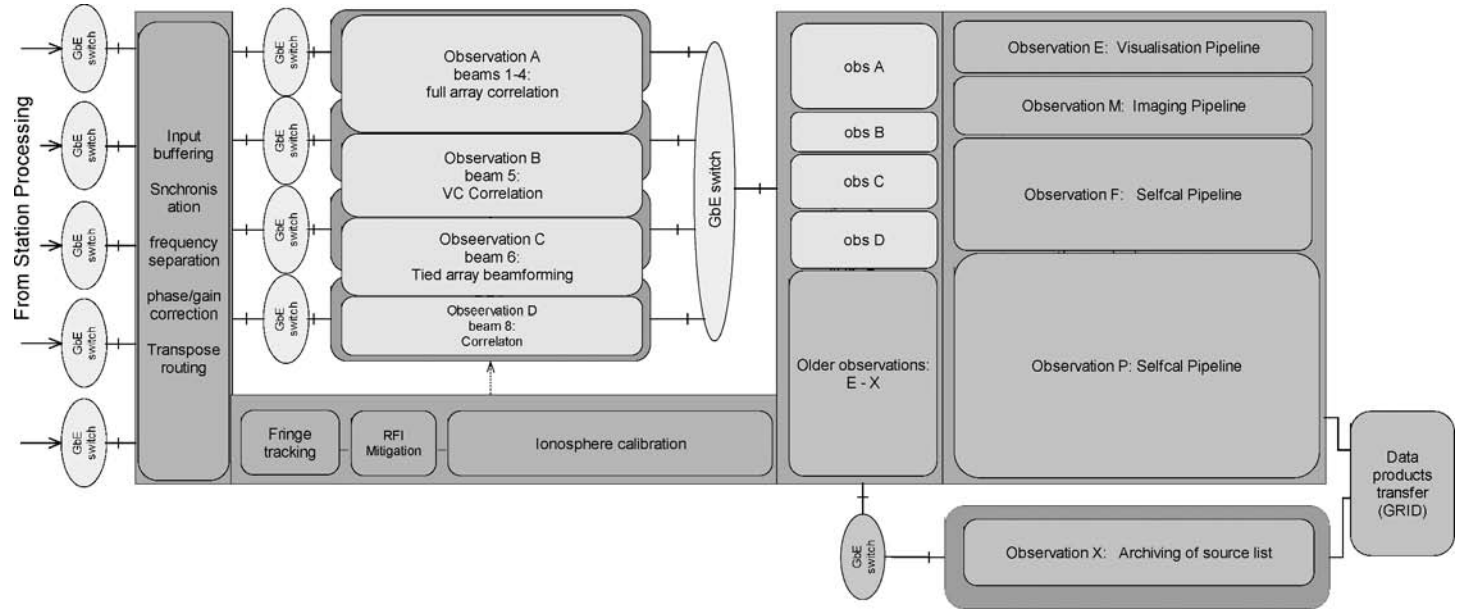 From Station Processing
GbE
switch
GbE
switch
GbE
switch
GbE
switch
GbE
switch
Input
buffering
Snchronis
ation
frequency
separation
phase/gain
correction
Transpose
routing
GbE
switch
GbE
switch
GbE
switch
GbE
switch
Observation A
beams 1-4:
full array correlation
Observation B
beam 5:
VC Correlation
Obseervation C
beam 6:
Tied array beamforming
Obseervation D
beam 8:
Correlaton
Fringe
tracking
RFI
Mitigation
Ionosphere calibration
GbE switch
obs A
obs B
obs C
obs D
Older observations:
E - X
Observation E: Visualisation Pipeline
Observation M: Imaging Pipeline
Observation F: Selfcal Pipeline
Observation P: Selfcal Pipeline
GbE
switch
Observation X: Archiving of source list
Data
products
transfer
(GRID)